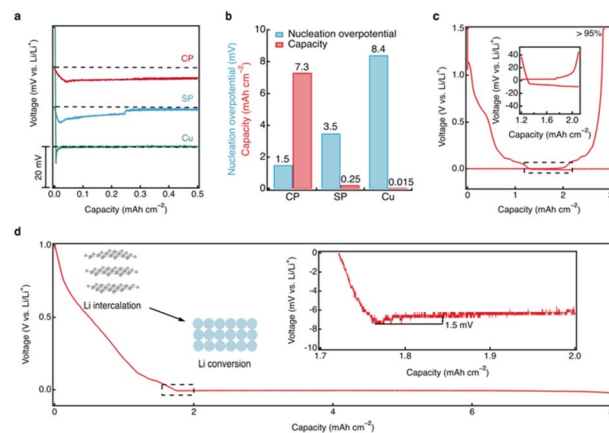 a
Voltage (mV vs. Li/Li⁺)
20 mV
CP
SP
Cu
0.0 0.1 0.2 0.3 0.4 0.5
Capacity (mAh cm⁻²)
b
Nucleation overpotential (mV)
Capacity (mAh cm⁻²)
10
8
6
4
2
0
Nucleation overpotential
Capacity
1.5
7.3
3.5
0.25
8.4
0.015
CP SP Cu
c
> 95%
Voltage (V vs. Li/Li⁺)
1.5
1.0
0.5
0.0
0 1 2 3
Capacity (mAh cm⁻²)
Voltage (mV vs. Li/Li⁺)
40
20
0
-20
1.2 1.6 2.0
Capacity (mAh cm⁻²)
d
Voltage (V vs. Li/Li⁺)
1.0
0.5
0.0
Li intercalation
Li conversion
0 2 4 6 8
Capacity (mAh cm⁻²)
Voltage (mV vs. Li/Li⁺)
0
-2
-4
-6
-8
-10
1.5 mV
1.7 1.8 1.9 2.0
Capacity (mAh cm⁻²)